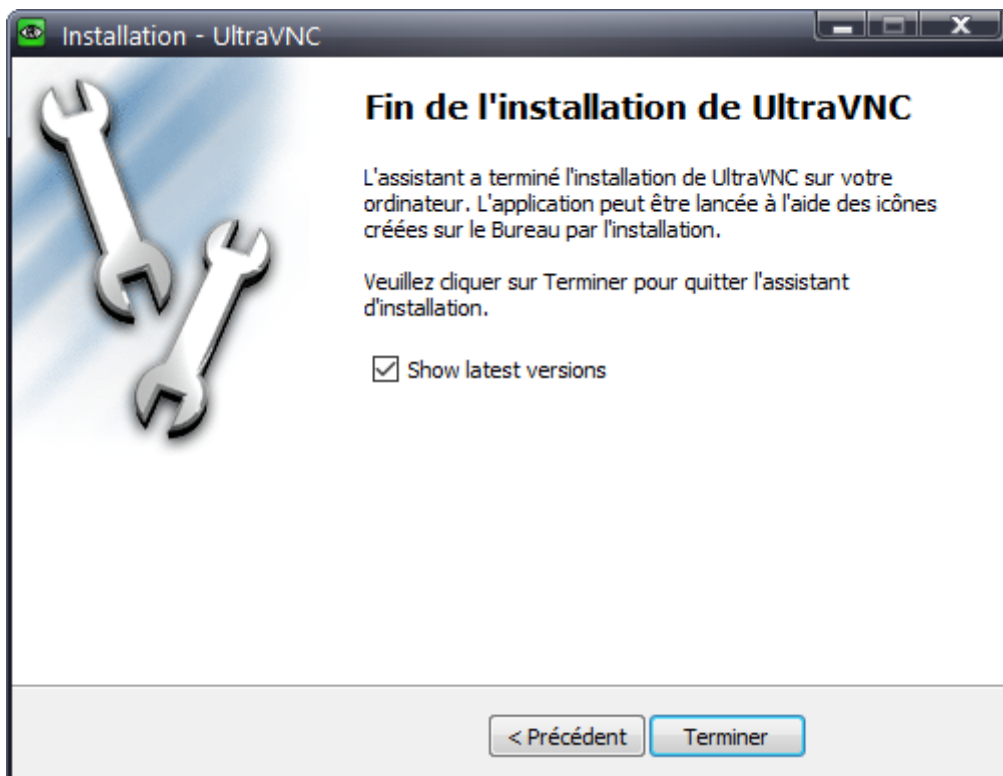 Installation - UltraVNC
Fin de l'installation de UltraVNC
L'assistant a terminé l'installation de UltraVNC sur votre
ordinateur. L'application peut être lancée à l'aide des icônes
créées sur le Bureau par l'installation.
Veuillez cliquer sur Terminer pour quitter l'assistant
d'installation.
Show latest versions
< Précédent
Terminer